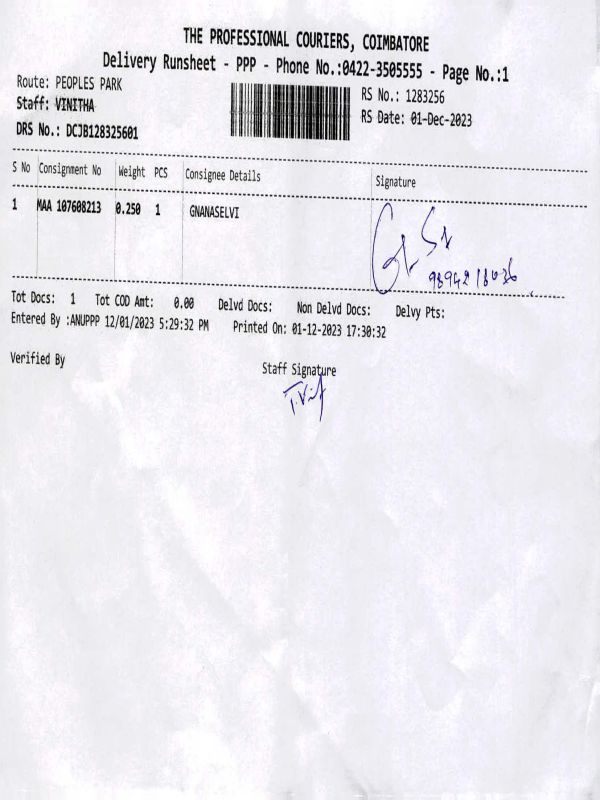 THE PROFESSIONAL COURIERS, COIMBATORE
Delivery Runsheet - PPP - Phone No.:0422-3505555 - Page No.:1
Route: PEOPLES PARK
RS No.: 1283256
Staff: VINITHA
RS Date: 01-Dec-2023
DRS No.: DCJB128325601
S No Consignment No Weight PCS Consignee Details Signature
1 MAA 107608213 0.250 1 GNANASELVI
Tot Docs: 1 Tot COD Amt: 0.00 Delvd Docs: Non Delvd Docs: Delvy Pts:
Entered By :ANUPPP 12/01/2023 5:29:32 PM Printed On: 01-12-2023 17:30:32
Verified By Staff Signature